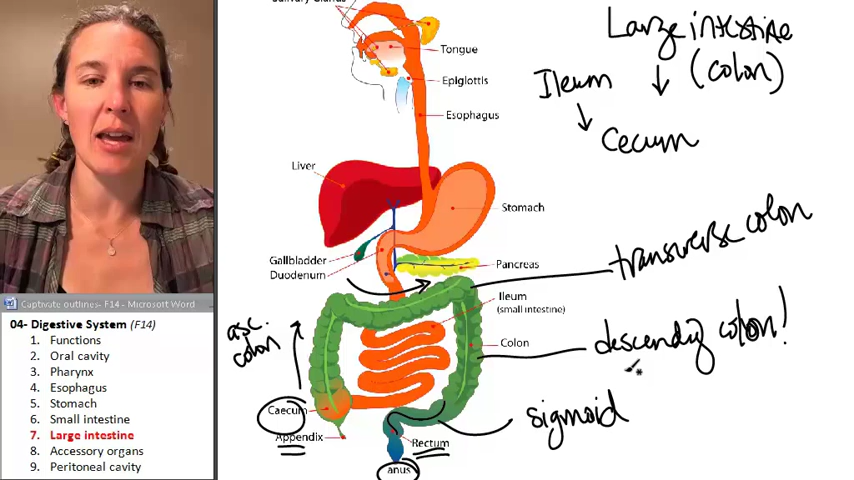 Salivary Glands
Tongue
Epiglottis
Esophagus
Liver
Stomach
Gallbladder
Duodenum
Pancreas
Ileum
(small intestine)
Colon
Caecum
Appendix
Rectum
anus
Large intestine
(colon)
Ileum
Cecum
transverse colon
asc.
colon
descendig colon!
sigmoid
Captivate outlines- F14 - Microsoft Word
04- Digestive System (F14)
1. Functions
2. Oral cavity
3. Pharynx
4. Esophagus
5. Stomach
6. Small intestine
7. Large intestine
8. Accessory organs
9. Peritoneal cavity